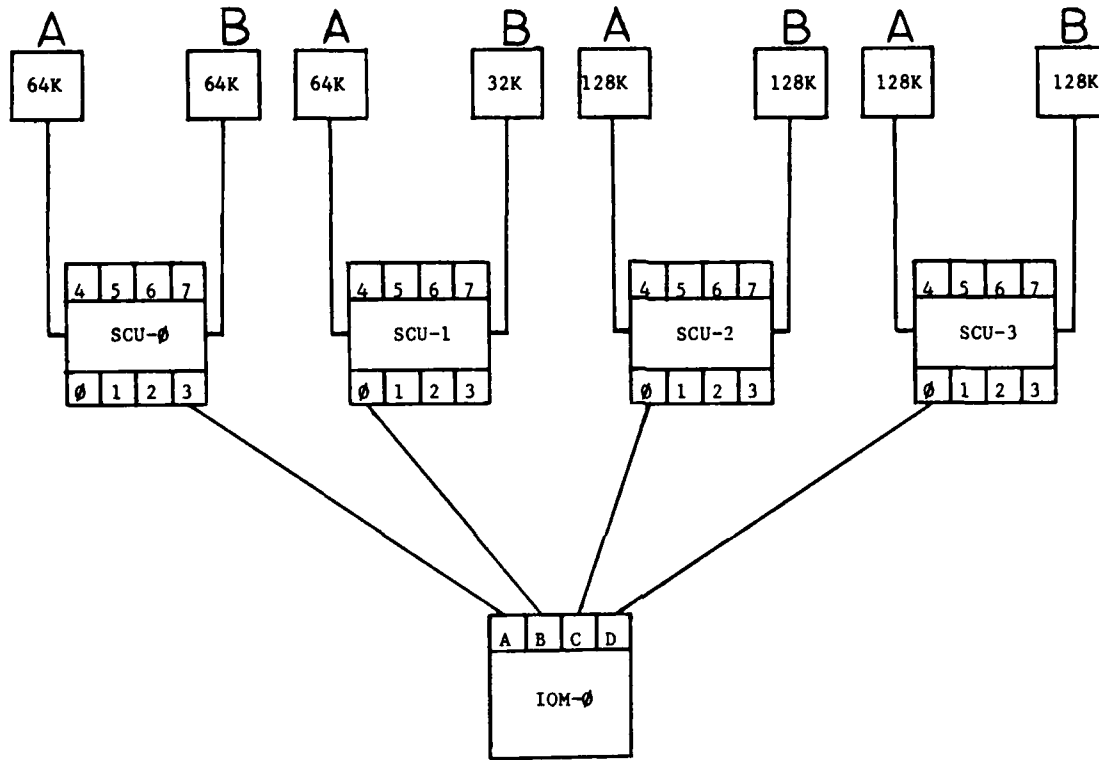 A B A B A B A B
64K 64K 64K 32K 128K 128K 128K 128K
4 5 6 7 4 5 6 7 4 5 6 7 4 5 6 7
SCU-Ø SCU-1 SCU-2 SCU-3
Ø 1 2 3 Ø 1 2 3 Ø 1 2 3 Ø 1 2 3
A B C D
IOM-Ø